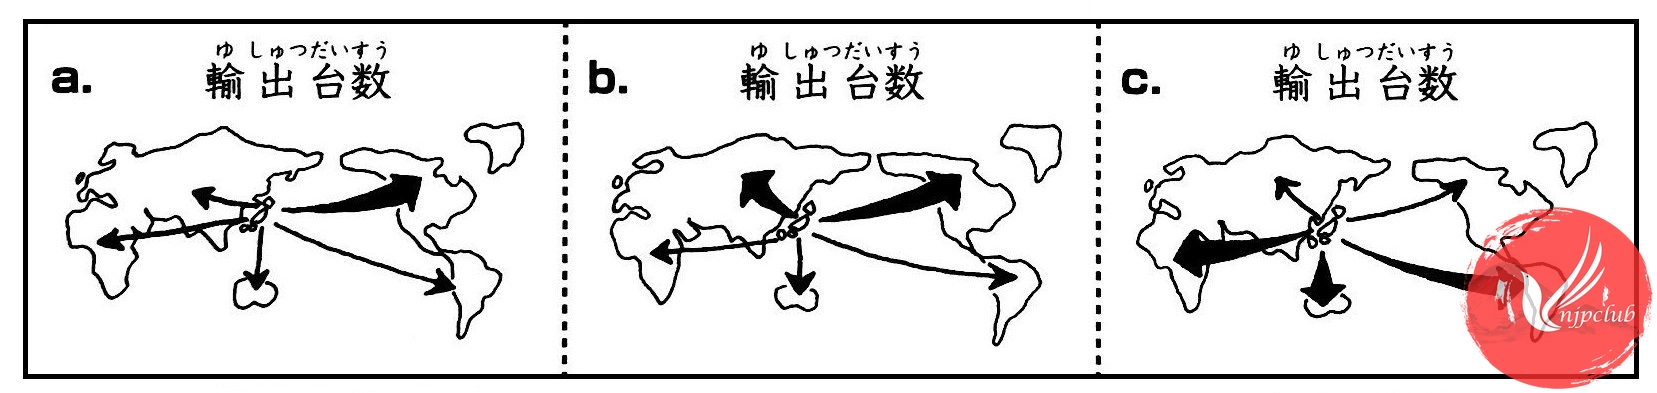 a.
ゆ しゅつだいすう
輸出台数
b.
ゆ しゅつだいすう
輸出台数
c.
ゆ しゅつだいすう
輸出台数
njpclub